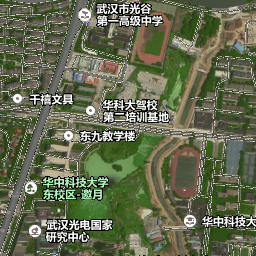 武汉市光谷
第一高级中学
千禧文具
华科大驾校
第二培训基地
东九教学楼
华中科技大学
东校区-邀月
武汉光电国家
研究中心
华中科技大